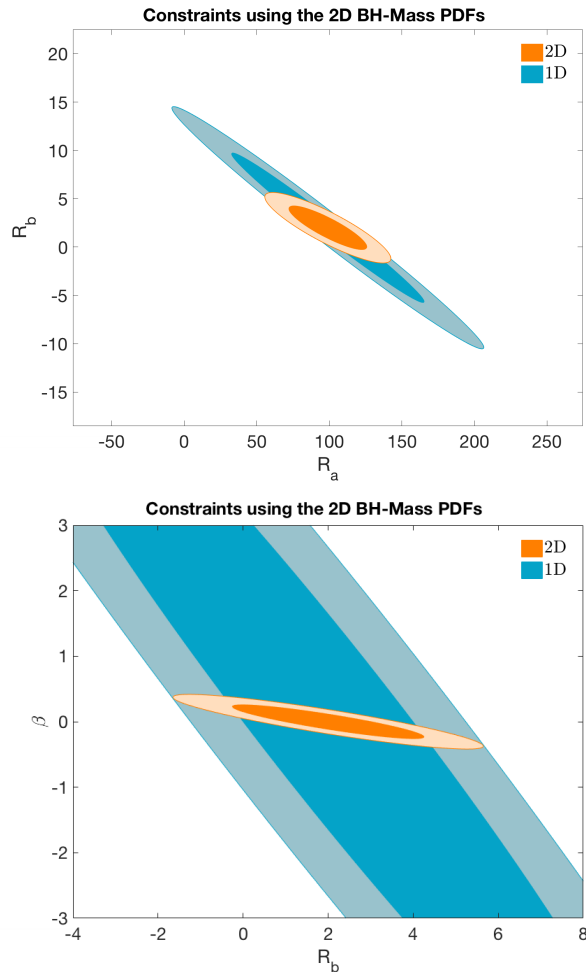 Constraints using the 2D BH-Mass PDFs
2D
1D
20
15
10
5
0
-5
-10
-15
R_b
-50 0 50 100 150 200 250
R_a
Constraints using the 2D BH-Mass PDFs
2D
1D
3
2
1
0
-1
-2
-3
β
-4 -2 0 2 4 6 8
R_b